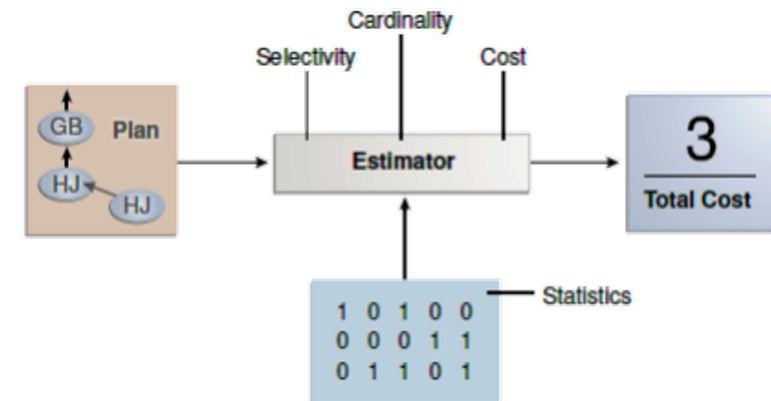 Cardinality
Selectivity
Cost
GB
Plan
HJ
HJ
Estimator
3
Total Cost
Statistics
1 0 1 0 0
0 0 0 1 1
0 1 1 0 1